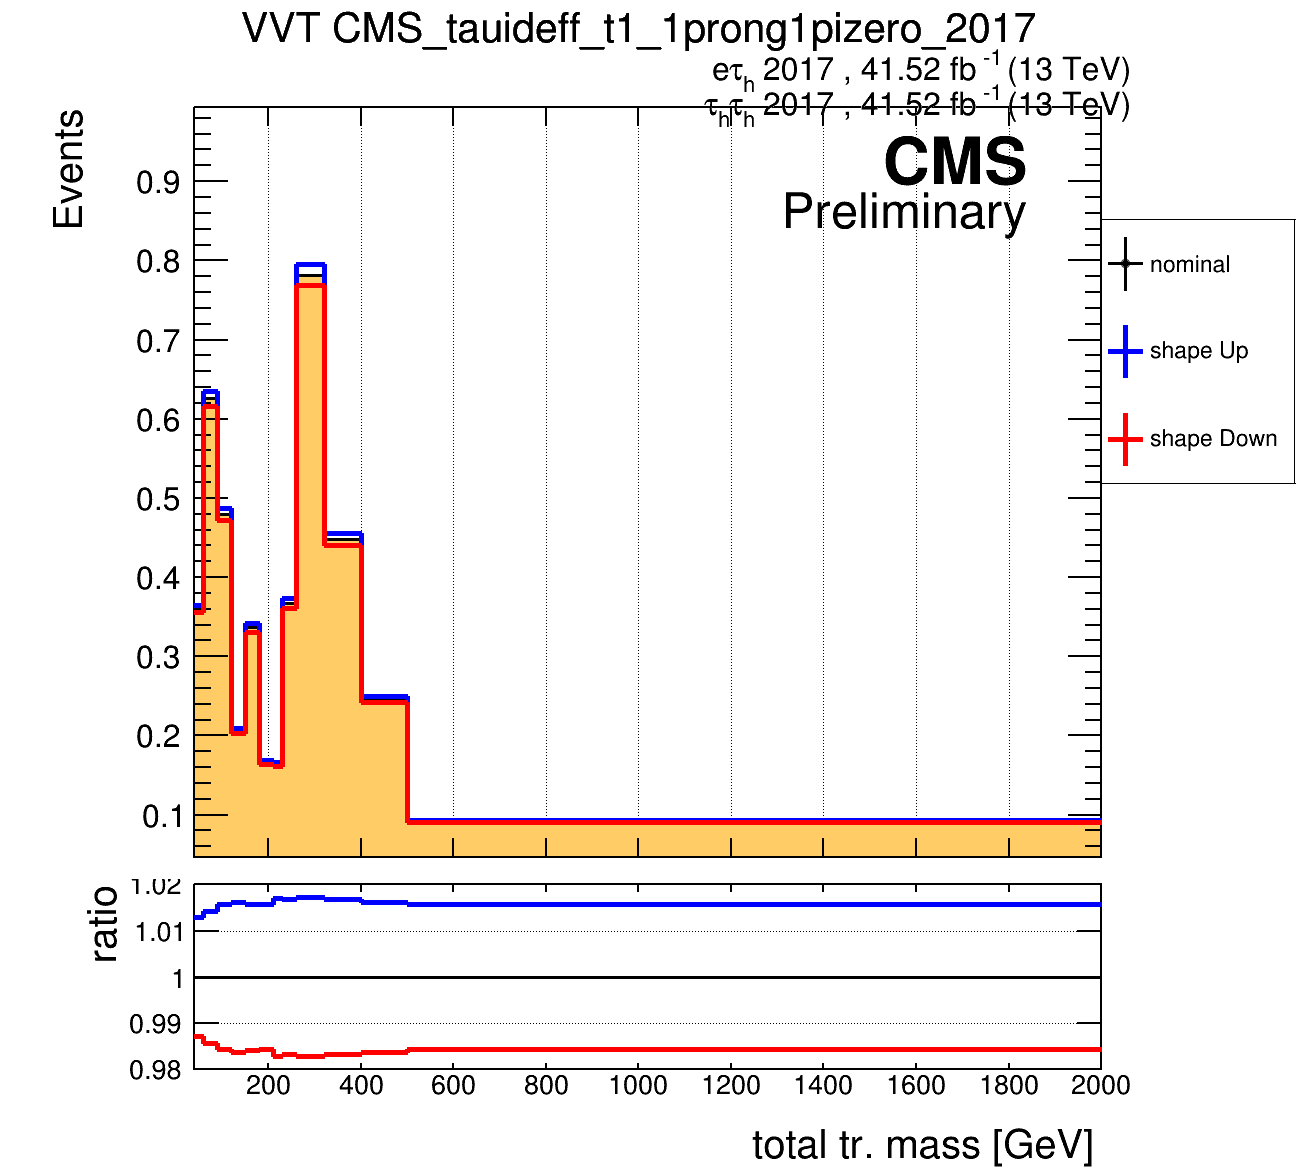 VVT CMS_tauideff_t1_1prong1pizero_2017
eτh 2017 , 41.52 fb -1 (13 TeV)
τhτh 2017 , 41.52 fb -1 (13 TeV)
CMS
Preliminary
Events
0.9
0.8
0.7
0.6
0.5
0.4
0.3
0.2
0.1
nominal
shape Up
shape Down
ratio
1.02
1.01
1
0.99
0.98
200 400 600 800 1000 1200 1400 1600 1800 2000
total tr. mass [GeV]